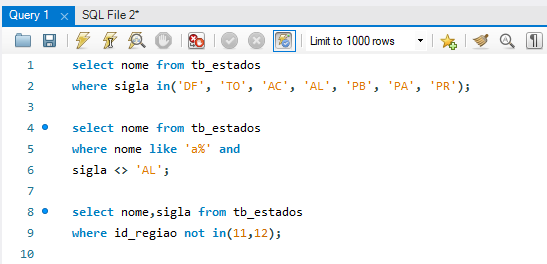 Query 1
SQL File 2*
Limit to 1000 rows
1 select nome from tb_estados
2 where sigla in('DF', 'TO', 'AC', 'AL', 'PB', 'PA', 'PR');
3
4 select nome from tb_estados
5 where nome like 'a%' and
6 sigla <> 'AL';
7
8 select nome,sigla from tb_estados
9 where id_regiao not in(11,12);
10